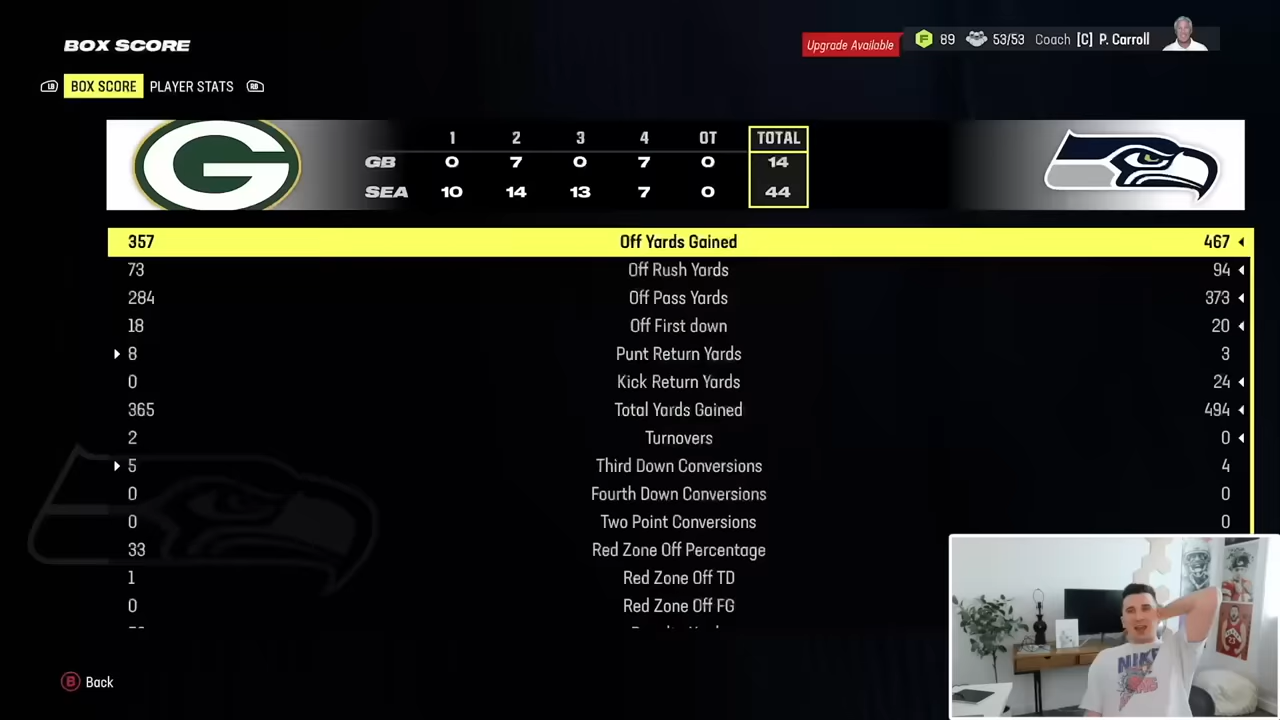 BOX SCORE
Upgrade Available
89 53/53 Coach [C] P. Carroll
LB BOX SCORE PLAYER STATS RB
1 2 3 4 OT TOTAL
GB 0 7 0 7 0 14
SEA 10 14 13 7 0 44
357 Off Yards Gained 467
73 Off Rush Yards 94
284 Off Pass Yards 373
18 Off First down 20
8 Punt Return Yards 3
0 Kick Return Yards 24
365 Total Yards Gained 494
2 Turnovers 0
5 Third Down Conversions 4
0 Fourth Down Conversions 0
0 Two Point Conversions 0
33 Red Zone Off Percentage
1 Red Zone Off TD
0 Red Zone Off FG
B Back
NIKE